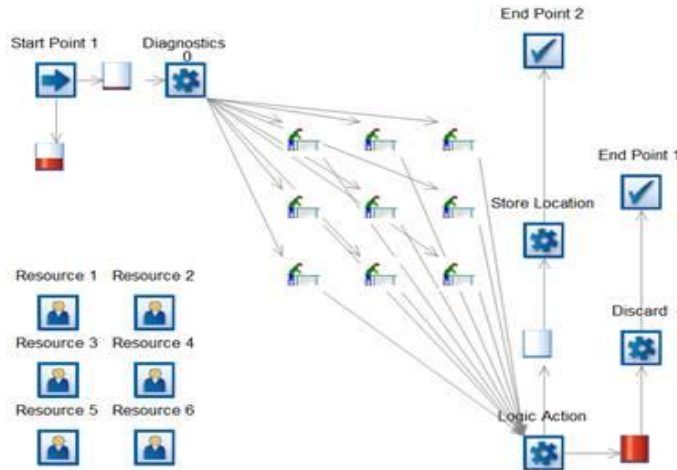 End Point 2
Start Point 1
Diagnostics
0
End Point 1
Store Location
Resource 1
Resource 2
Discard
Resource 3
Resource 4
Resource 5
Resource 6
Logic Action